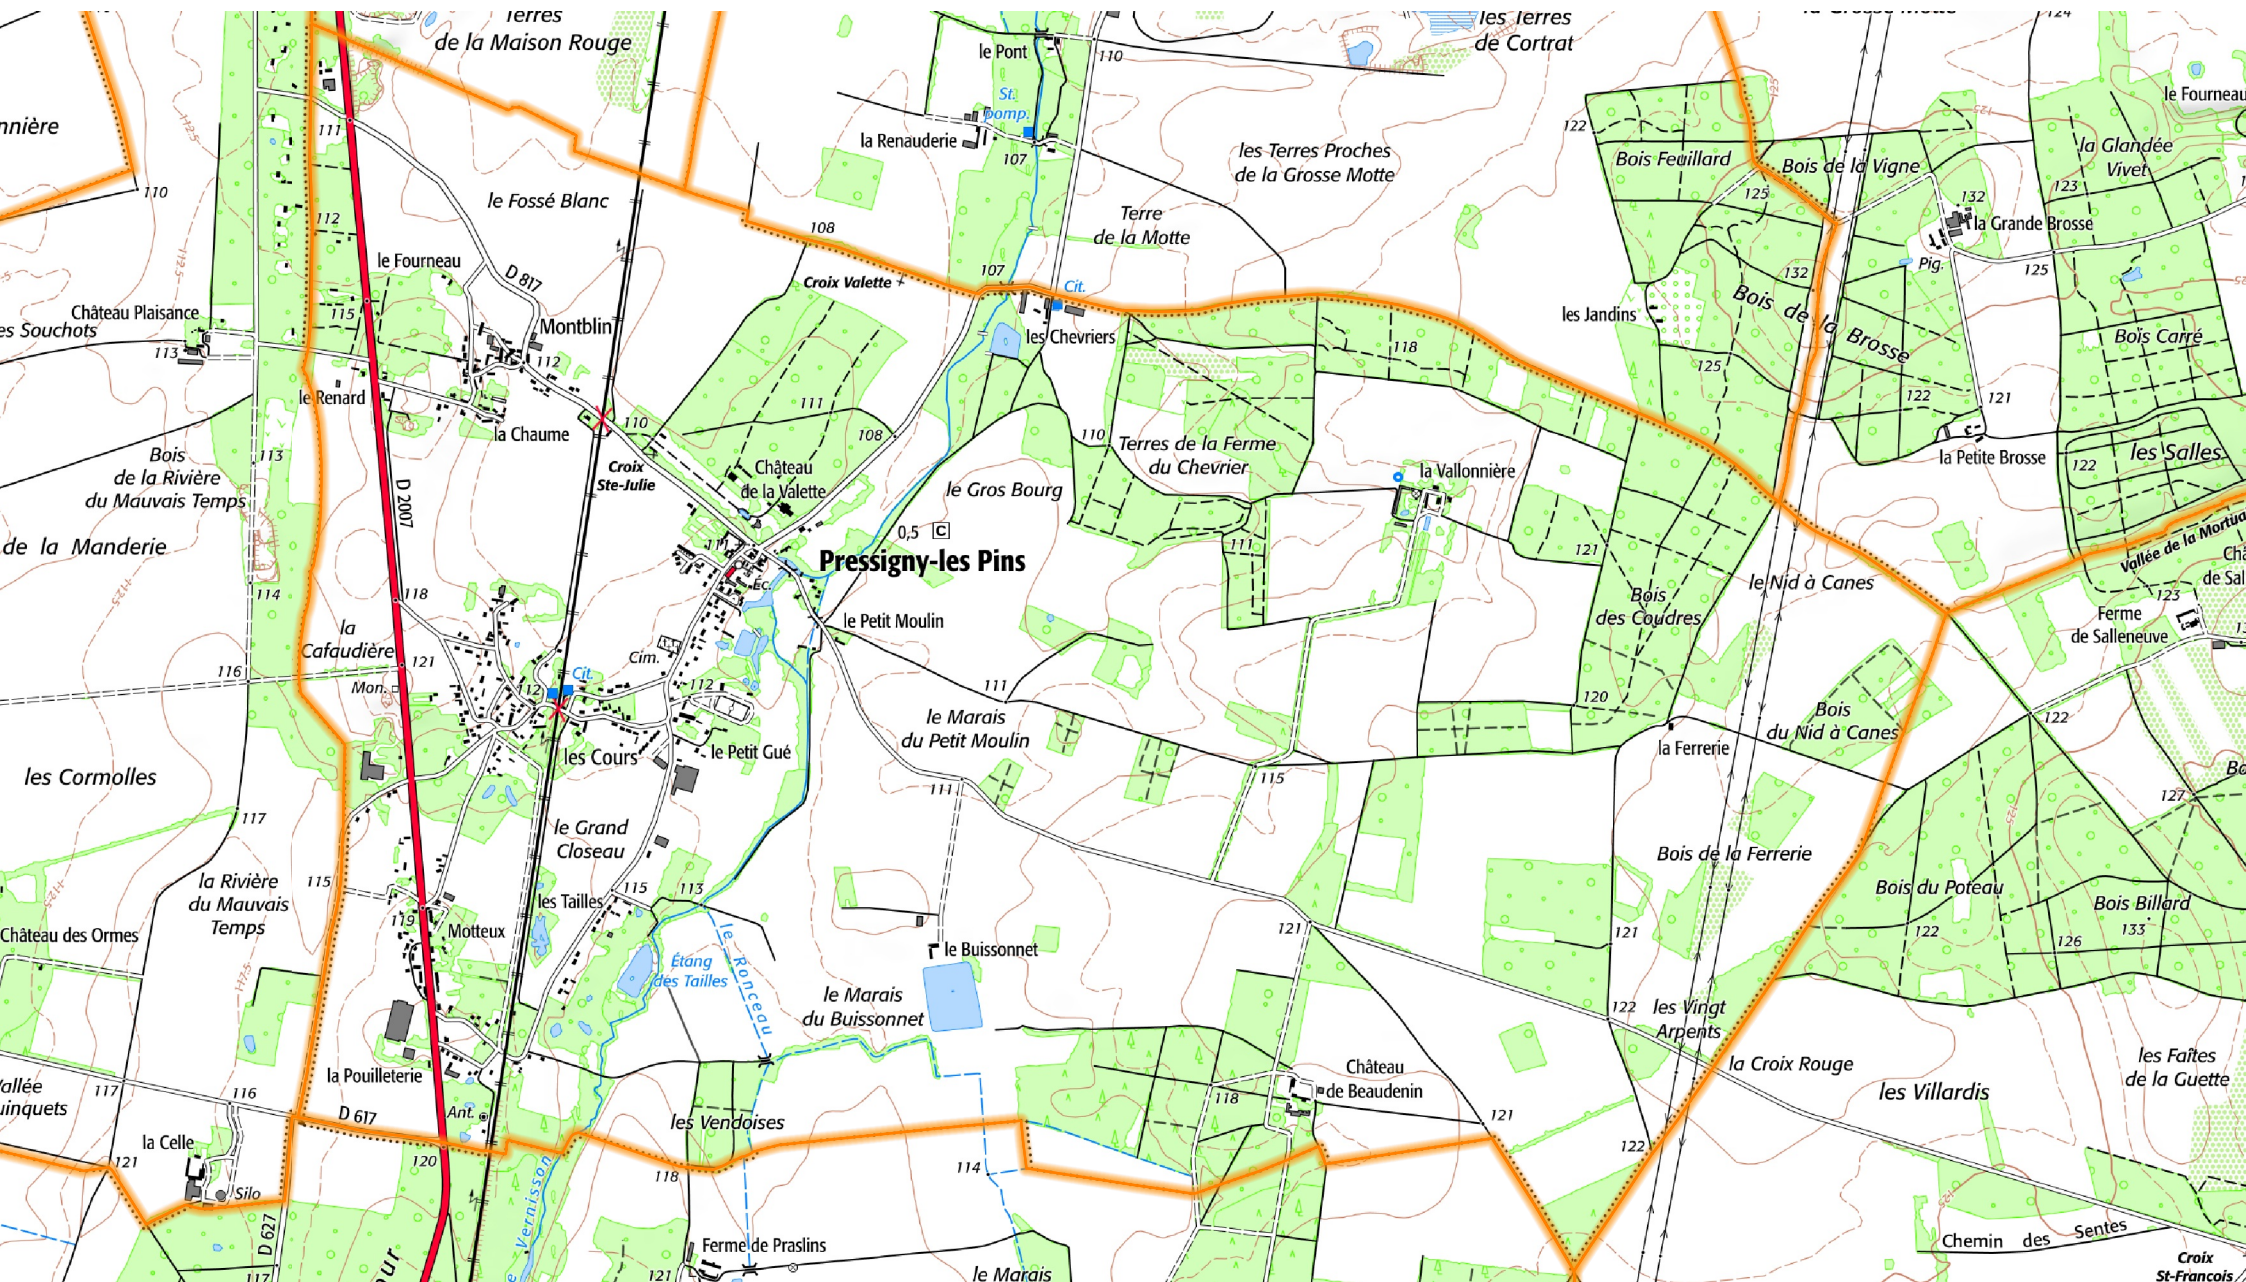 Terres
de la Maison Rouge
le Pont
110
les Terres
de Cortrat
124
le Fourneau
nnière
111
1125
St.
pomp.
la Renauderie
107
les Terres Proches
de la Grosse Motte
122
125
Bois Feuillard
Bois de la Vigne
la Glandée
Vivet
125
110
le Fossé Blanc
112
108
Terre
de la Motte
125
132
la Grande Brosse
123
le Fourneau
D 817
107
Croix Valette
Cit.
132
Pig.
125
Château Plaisance
es Souchots
113
115
Montblin
112
les Chevriers
118
les Jandins
Bois de la Brosse
Bois Carré
le Renard
la Chaume
110
111
108
110
Terres de la Ferme
du Chevrier
125
122
121
Bois
de la Rivière
du Mauvais Temps
113
Croix
Ste-Julie
Château
de la Valette
le Gros Bourg
la Vallonnière
la Petite Brosse
122
les Salles
D 2007
de la Manderie
111
0,5 C
Pressigny-les Pins
111
121
Vallée de la Mortua
1125
114
118
Éc.
le Petit Moulin
Bois
des Coudres
le Nid à Canes
123
Ferme
de Salleneuve
Châ
de Sal
la
Cafaudière
121
116
Mon.
Cim.
Cit.
112
112
111
le Marais
du Petit Moulin
120
Bois
du Nid à Canes
122
les Cormolles
les Cours
le Petit Gué
la Ferrerie
115
111
127
117
le Grand
Closeau
Bois de la Ferrerie
1125
la Rivière
du Mauvais
Temps
115
119
Motteux
les Tailles
115
113
Bois du Poteau
122
Bois Billard
133
126
Château des Ormes
121
121
le Buissonnet
Étang
des Tailles
le Ronceau
le Marais
du Buissonnet
122
les Vingt
Arpents
la Croix Rouge
les Faîtes
de la Guette
allée
uinquets
117
116
la Pouilleterie
Château
de Beaudenin
118
les Villardis
D 617
Ant.
les Vendoises
121
122
la Celle
121
120
118
114
Silo
D 627
Vernisson
125
Chemin des Sentes
Ferme de Praslins
117
121
le Marais
Croix
St-François